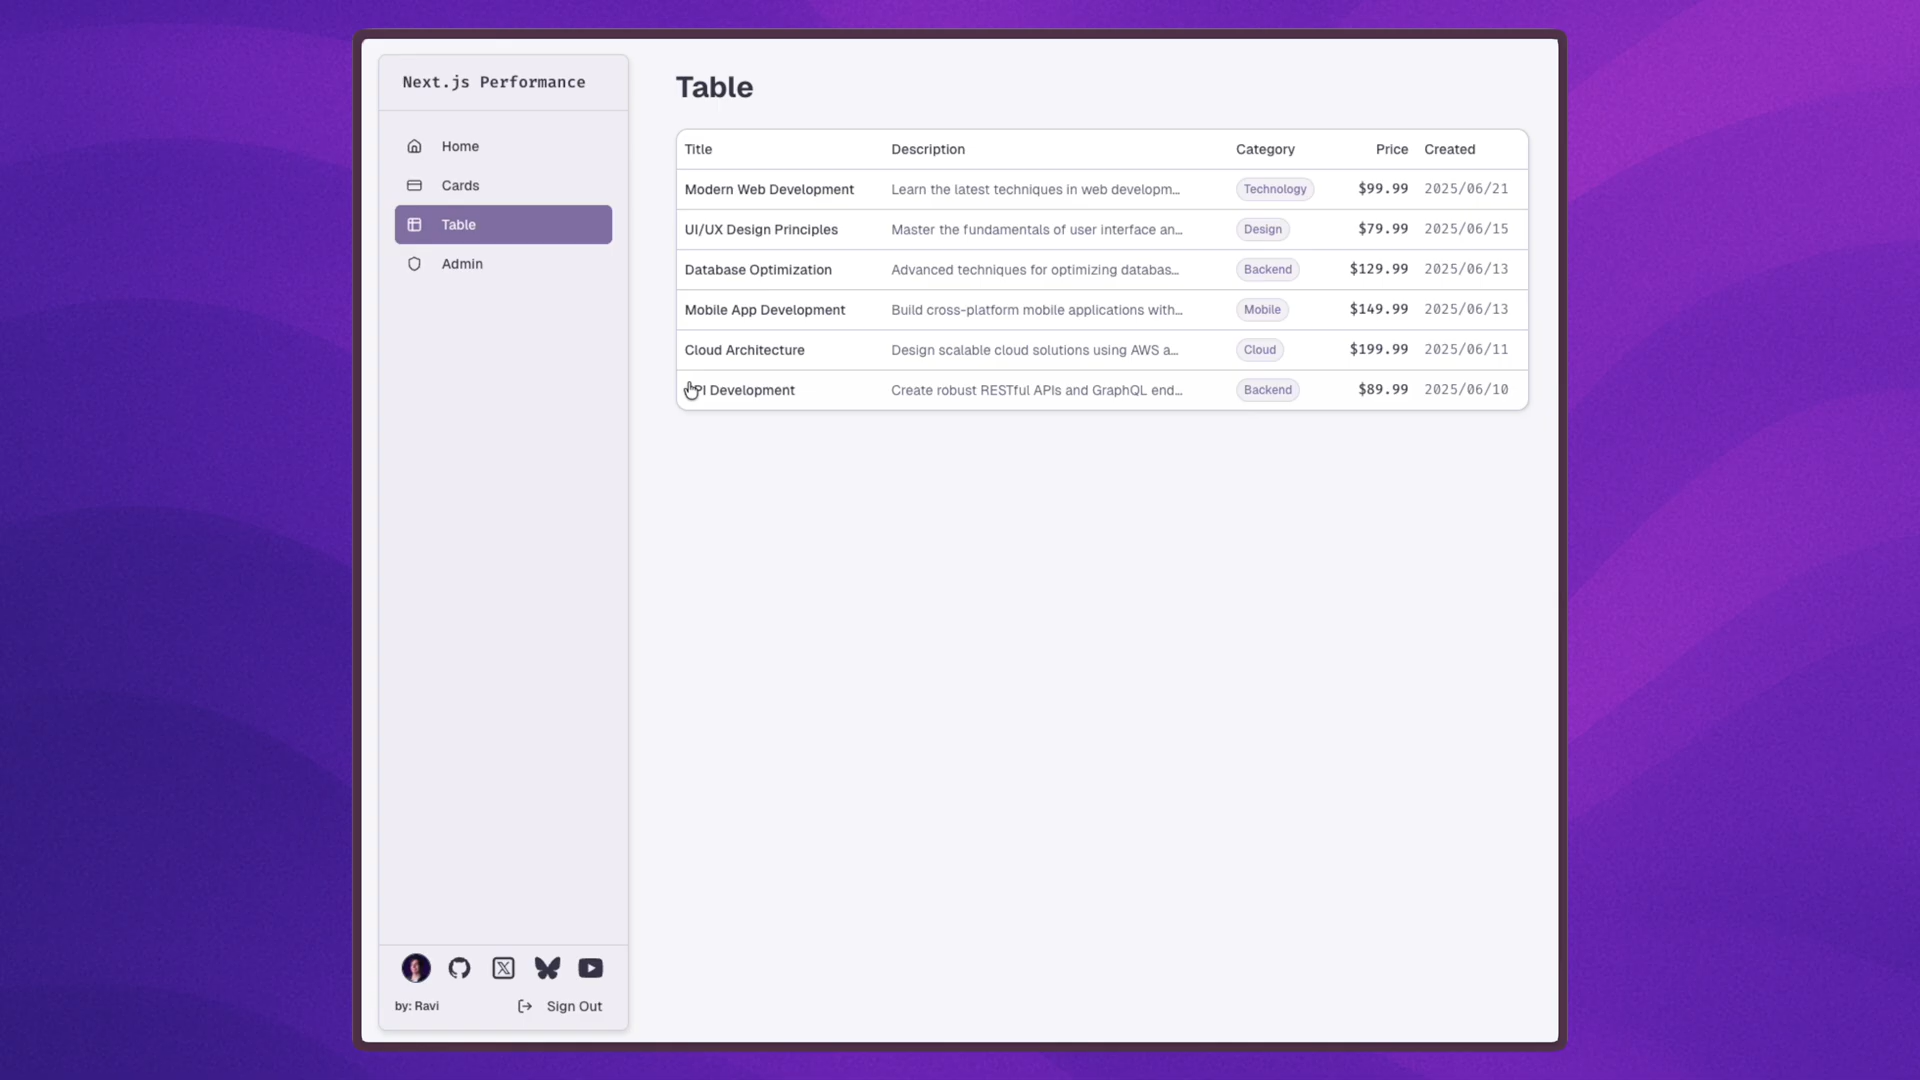 Next.js Performance
Home
Cards
Table
Admin
by: Ravi
Sign Out
Table
Title Description Category Price Created
Modern Web Development Learn the latest techniques in web developm... Technology $99.99 2025/06/21
UI/UX Design Principles Master the fundamentals of user interface an... Design $79.99 2025/06/15
Database Optimization Advanced techniques for optimizing databas... Backend $129.99 2025/06/13
Mobile App Development Build cross-platform mobile applications with... Mobile $149.99 2025/06/13
Cloud Architecture Design scalable cloud solutions using AWS a... Cloud $199.99 2025/06/11
Development Create robust RESTful APIs and GraphQL end... Backend $89.99 2025/06/10